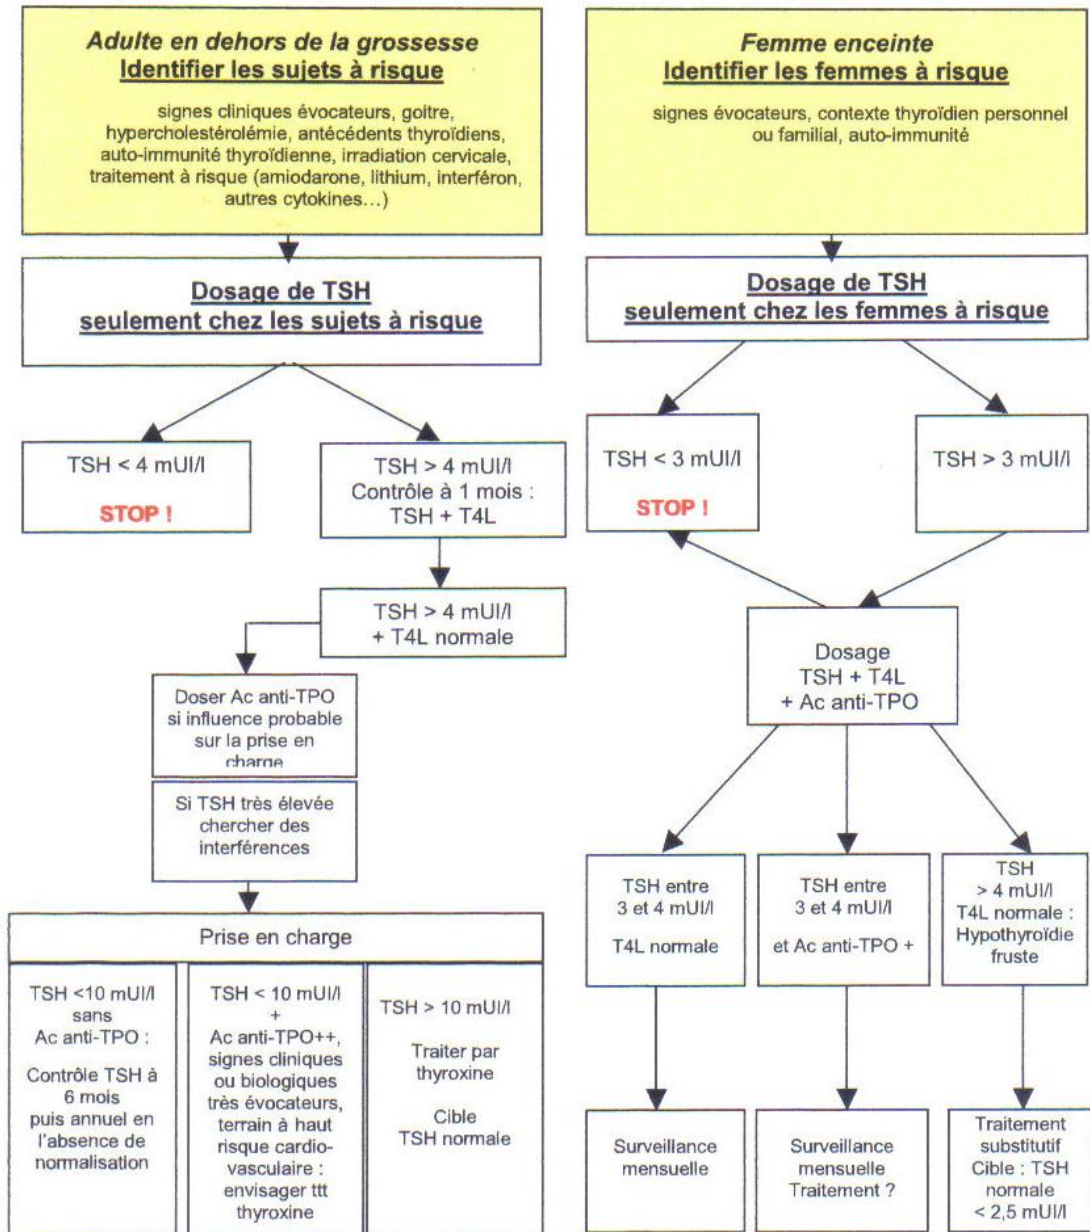 Adulte en dehors de la grossesse
Identifier les sujets à risque
signes cliniques évocateurs, goitre,
hypercholestérolémie, antécédents thyroïdiens,
auto-immunité thyroïdienne, irradiation cervicale,
traitement à risque (amiodarone, lithium, interféron,
autres cytokines…)
Dosage de TSH
seulement chez les sujets à risque
TSH < 4 mUI/l
STOP !
TSH > 4 mUI/l
Contrôle à 1 mois :
TSH + T4L
TSH > 4 mUI/l
+ T4L normale
Doser Ac anti-TPO
si influence probable
sur la prise en
charge
Si TSH très élevée
chercher des
interférences
Prise en charge
TSH <10 mUI/l
sans
Ac anti-TPO :
Contrôle TSH à
6 mois
puis annuel en
l'absence de
normalisation
TSH < 10 mUI/l
+
Ac anti-TPO++,
signes cliniques
ou biologiques
très évocateurs,
terrain à haut
risque cardio-
vasculaire :
envisager ttt
thyroxine
TSH > 10 mUI/l
Traiter par
thyroxine
Cible
TSH normale
Femme enceinte
Identifier les femmes à risque
signes évocateurs, contexte thyroïdien personnel
ou familial, auto-immunité
Dosage de TSH
seulement chez les femmes à risque
TSH < 3 mUI/l
STOP !
TSH > 3 mUI/l
Dosage
TSH + T4L
+ Ac anti-TPO
TSH entre
3 et 4 mUI/l
T4L normale
TSH entre
3 et 4 mUI/l
et Ac anti-TPO +
TSH
> 4 mUI/l
T4L normale :
Hypothyroïdie
fruste
Surveillance
mensuelle
Surveillance
mensuelle
Traitement ?
Traitement
substitutif
Cible : TSH
normale
< 2,5 mUI/l